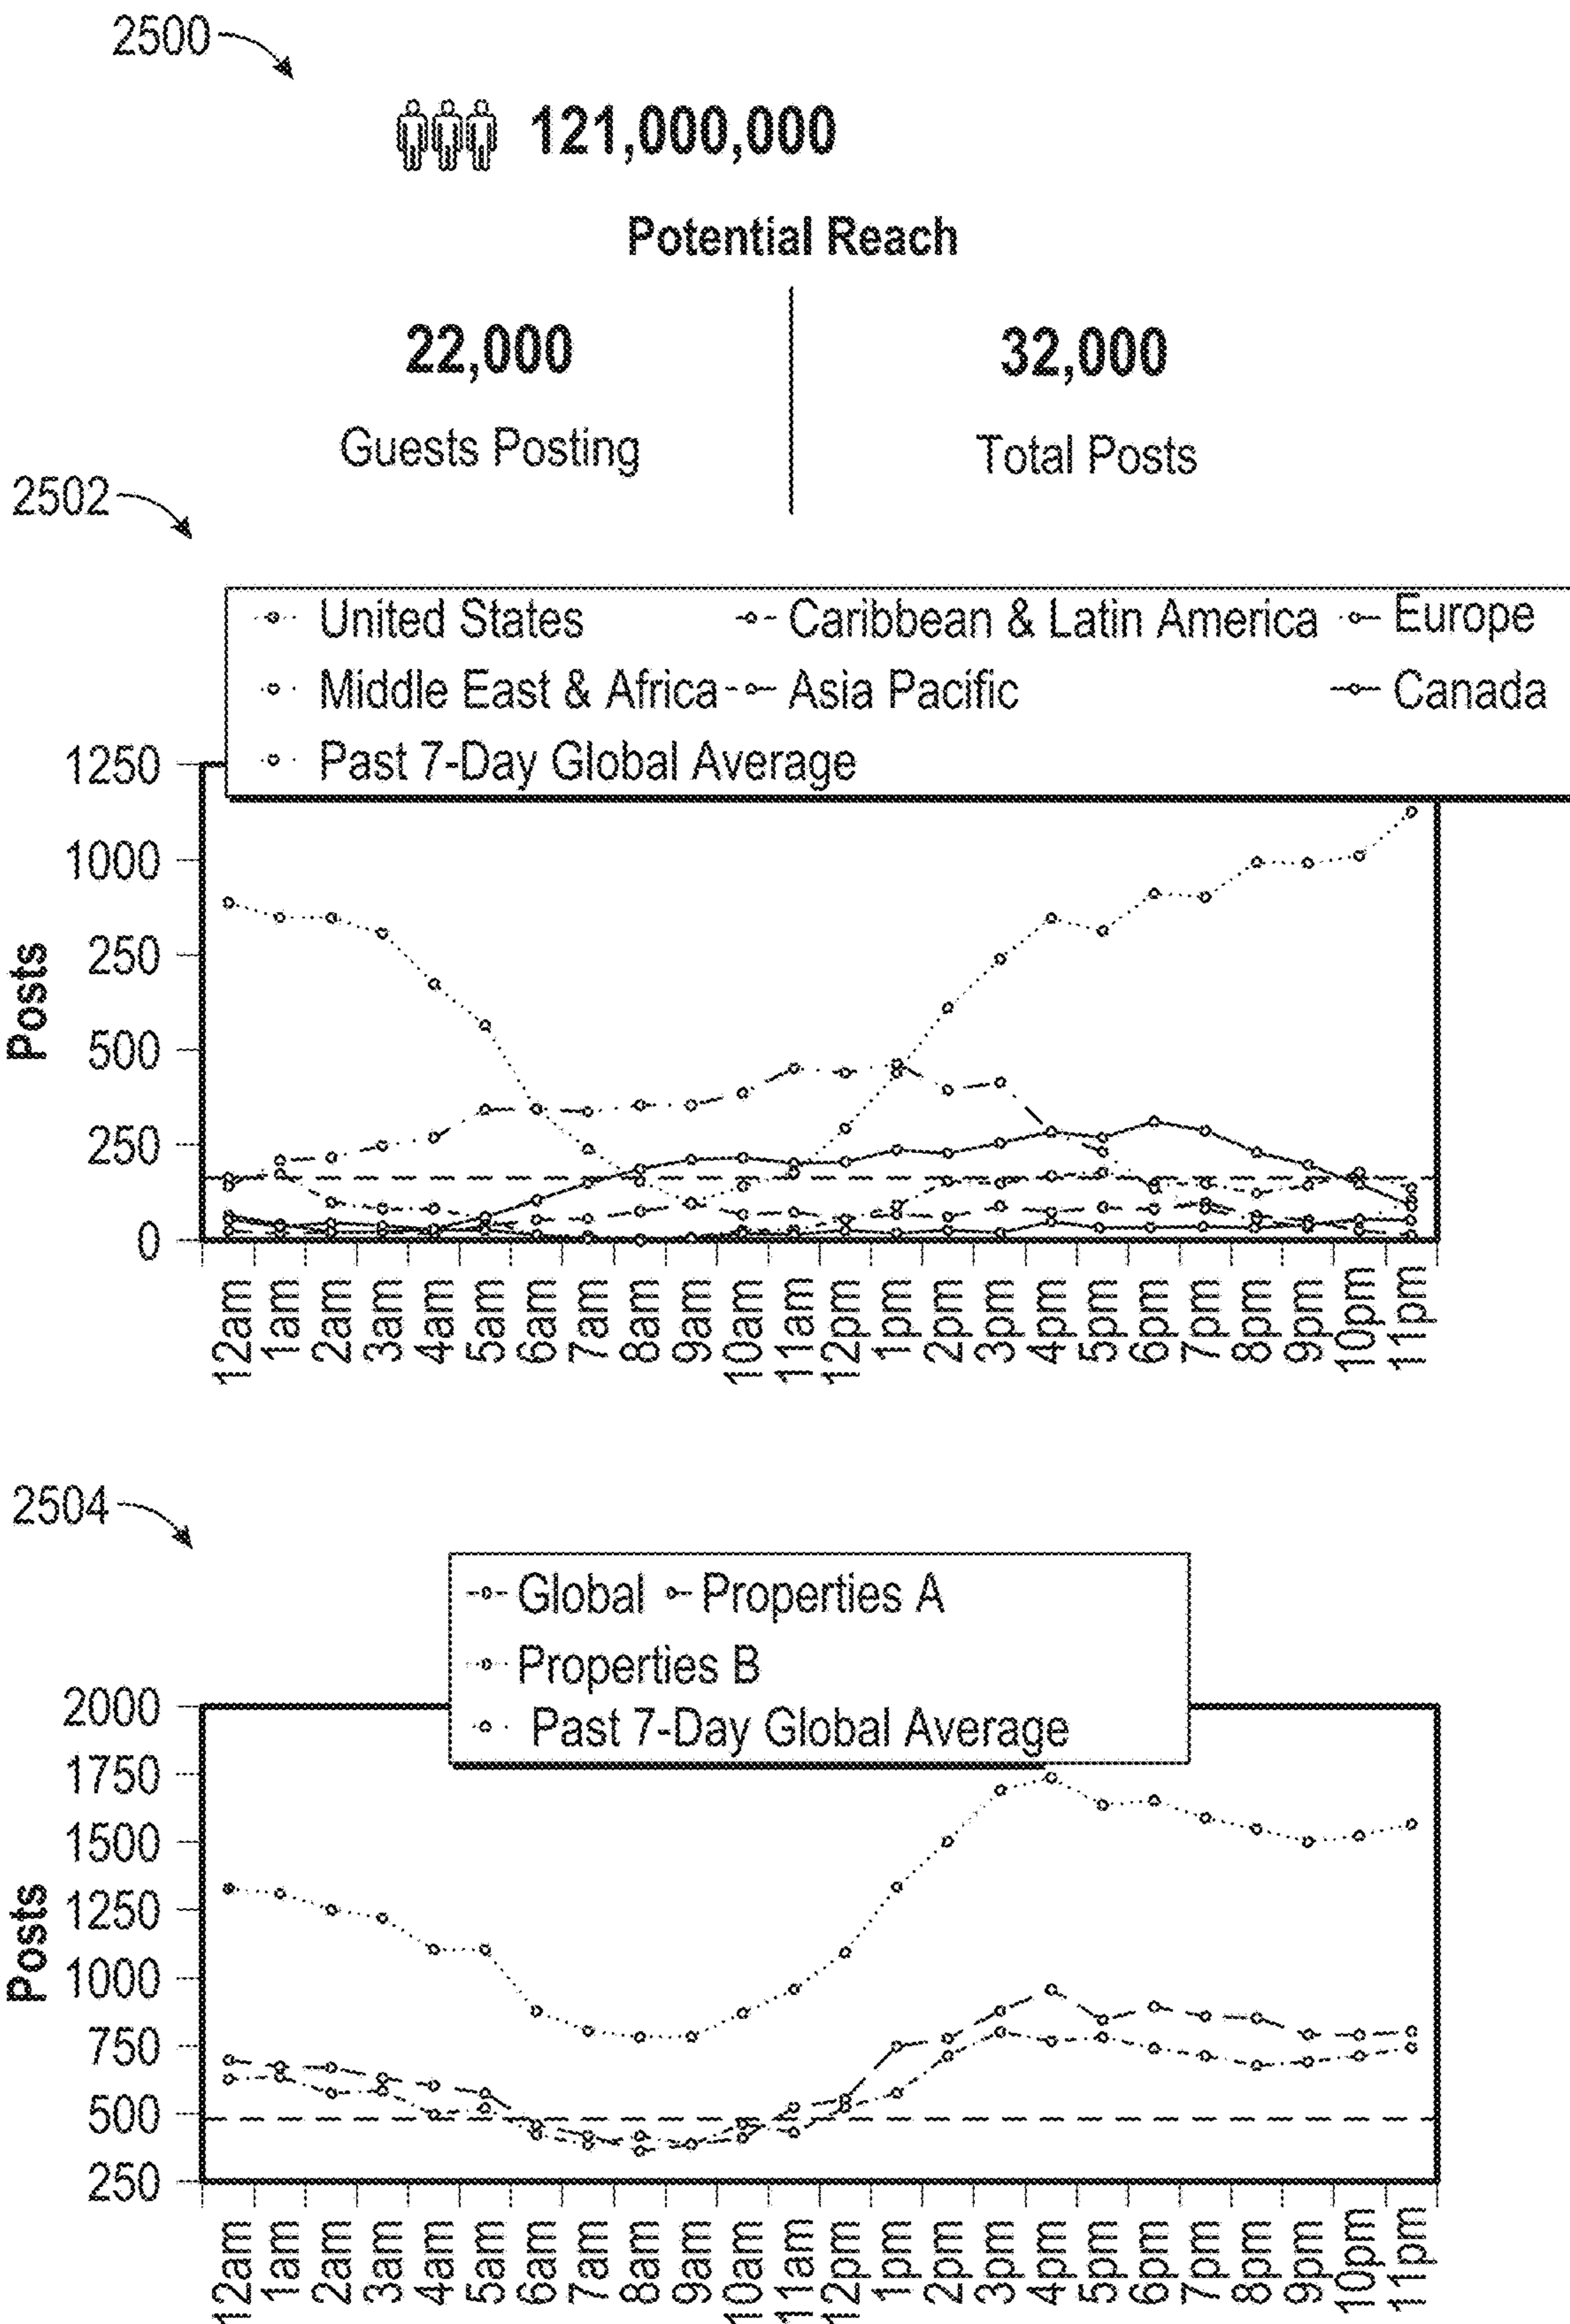 2500
121,000,000
Potential Reach
22,000
32,000
Guests Posting
Total Posts
2502
United States Caribbean & Latin America Europe
Middle East & Africa Asia Pacific Canada
Past 7-Day Global Average
1250
1000
250
500
250
0
Posts
12am 1am 2am 3am 4am 5am 6am 7am 8am 9am 10am 11am 12pm 1pm 2pm 3pm 4pm 5pm 6pm 7pm 8pm 9pm 10pm 11pm
2504
Global Properties A
Properties B
Past 7-Day Global Average
2000
1750
1500
1250
1000
750
500
250
Posts
12am 1am 2am 3am 4am 5am 6am 7am 8am 9am 10am 11am 12pm 1pm 2pm 3pm 4pm 5pm 6pm 7pm 8pm 9pm 10pm 11pm